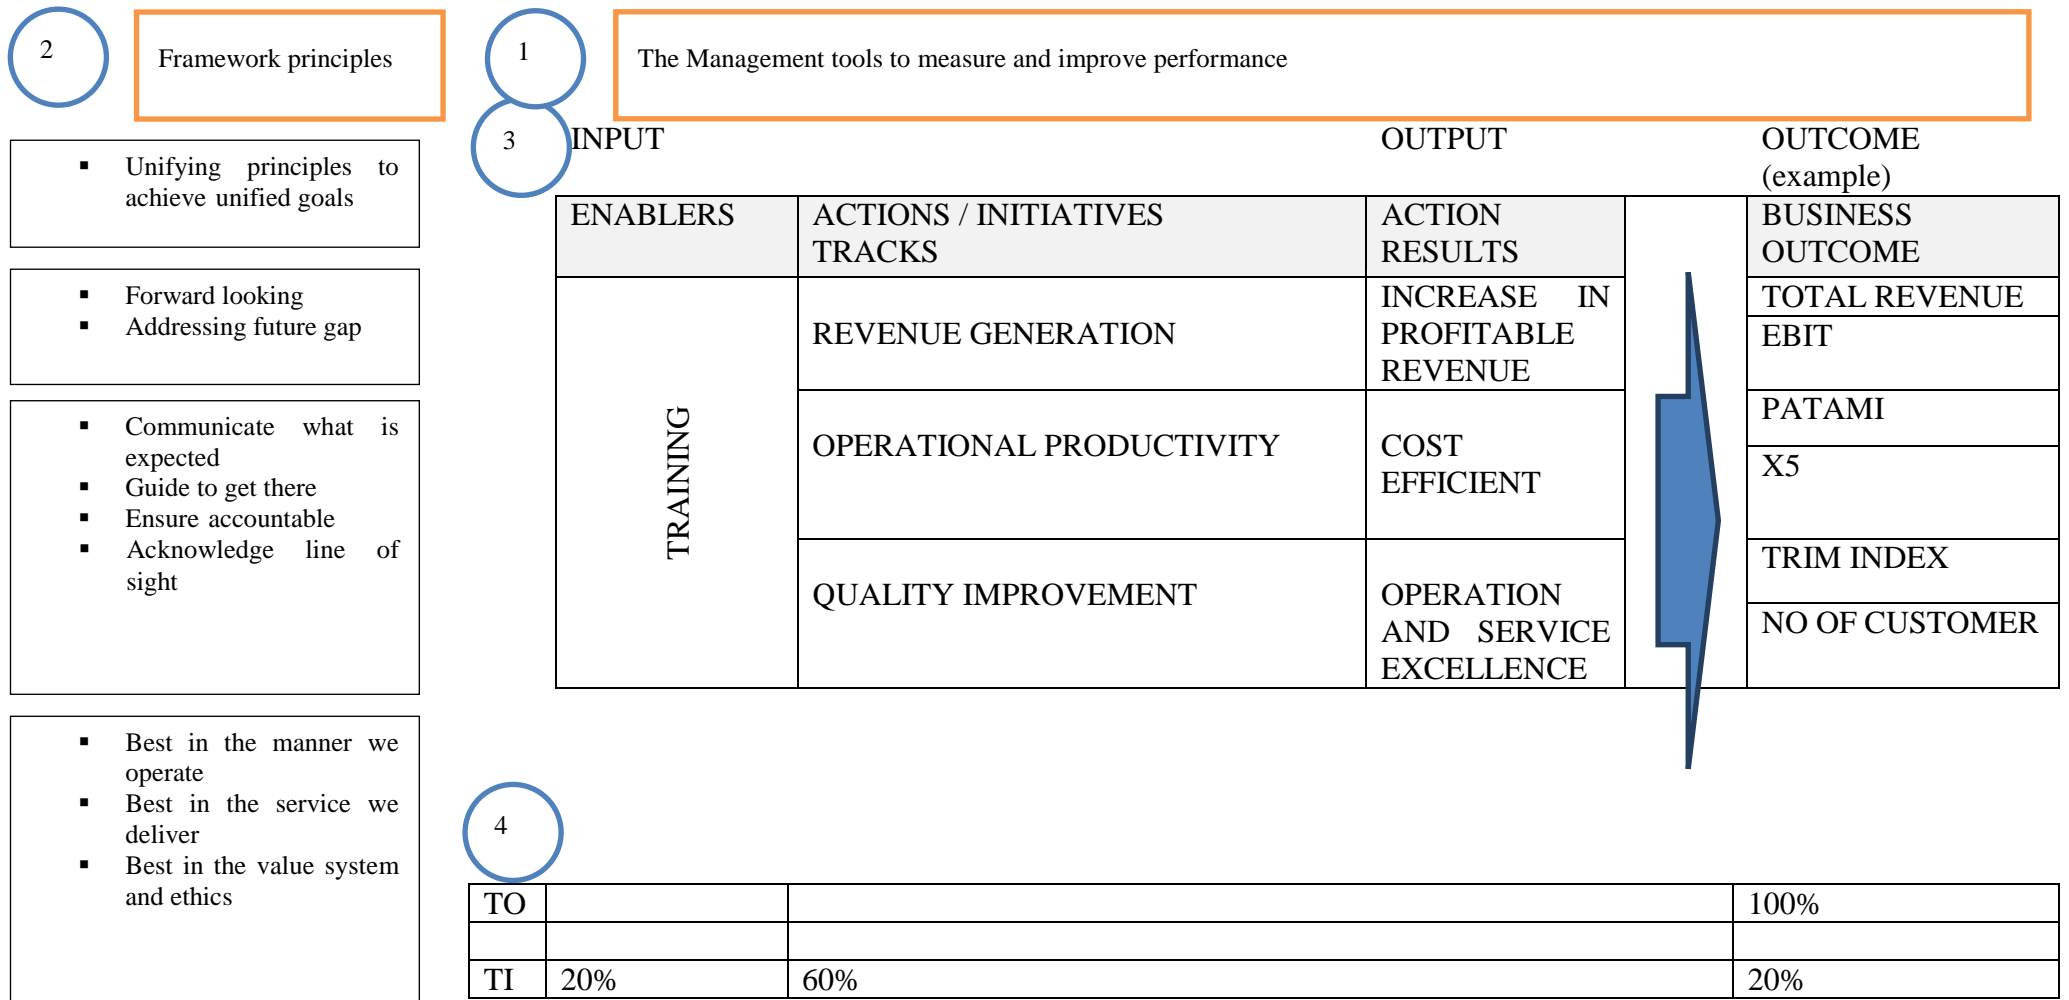 2
Framework principles
1
The Management tools to measure and improve performance
▪ Unifying principles to
achieve unified goals
▪ Forward looking
▪ Addressing future gap
▪ Communicate what is
expected
▪ Guide to get there
▪ Ensure accountable
▪ Acknowledge line of
sight
▪ Best in the manner we
operate
▪ Best in the service we
deliver
▪ Best in the value system
and ethics
3
INPUT
OUTPUT
OUTCOME
(example)
ENABLERS
ACTIONS / INITIATIVES
TRACKS
ACTION
RESULTS
BUSINESS
OUTCOME
TRAINING
REVENUE GENERATION
INCREASE IN
PROFITABLE
REVENUE
OPERATIONAL PRODUCTIVITY
COST
EFFICIENT
QUALITY IMPROVEMENT
OPERATION
AND SERVICE
EXCELLENCE
TOTAL REVENUE
EBIT
PATAMI
X5
TRIM INDEX
NO OF CUSTOMER
4
TO 100%
TI 20% 60% 20%